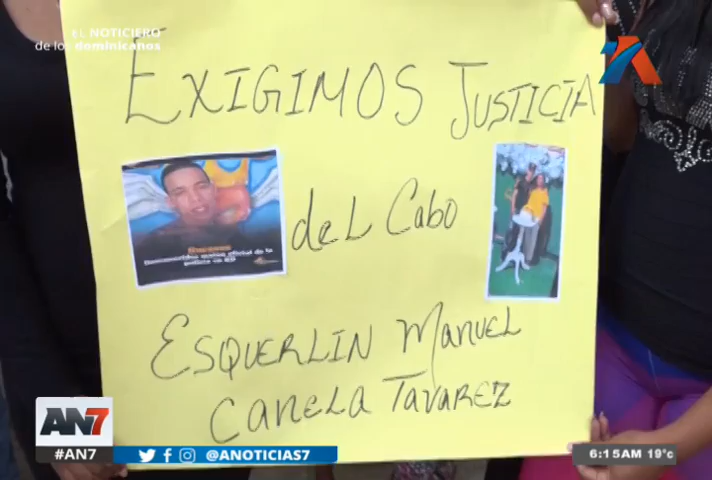 EL NOTICIERO
de los dominicanos
EXIGIMOS JUSTICIA
del Cabo
ESQUERLIN Manuel
Canela Tavarez
AN7
#AN7
@ANOTICIAS7
6:15AM 19°c